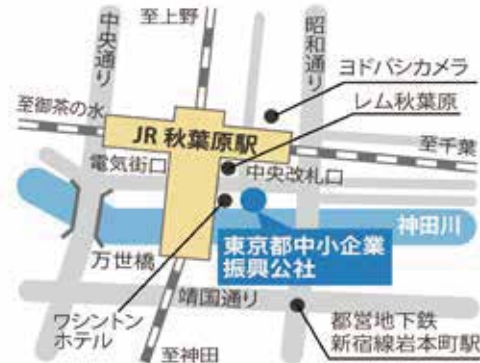 至上野
中央通り
昭和通り
ヨドバシカメラ
レム秋葉原
至御茶の水
JR 秋葉原駅
至千葉
電気街口
中央改札口
神田川
東京都中小企業
振興公社
万世橋
靖国通り
ワシントン
ホテル
都営地下鉄
新宿線岩本町駅
至神田